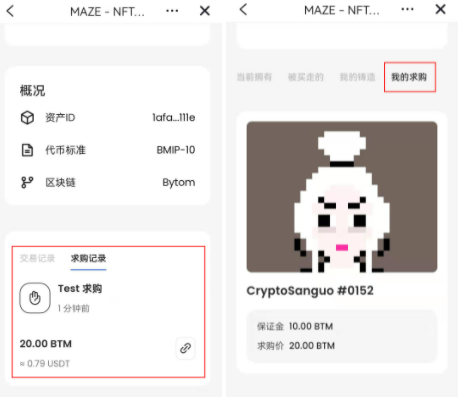 MAZE - NFT...
概况
资产ID
1afa...111e
代币标准
BMIP-10
区块链
Bytom
交易记录 求购记录
Test 求购
1 分钟前
20.00 BTM
≈ 0.79 USDT
MAZE - NFT...
当前拥有 被买走的 我的铸造 我的求购
CryptoSanguo #0152
保证金 10.00 BTM
求购价 20.00 BTM